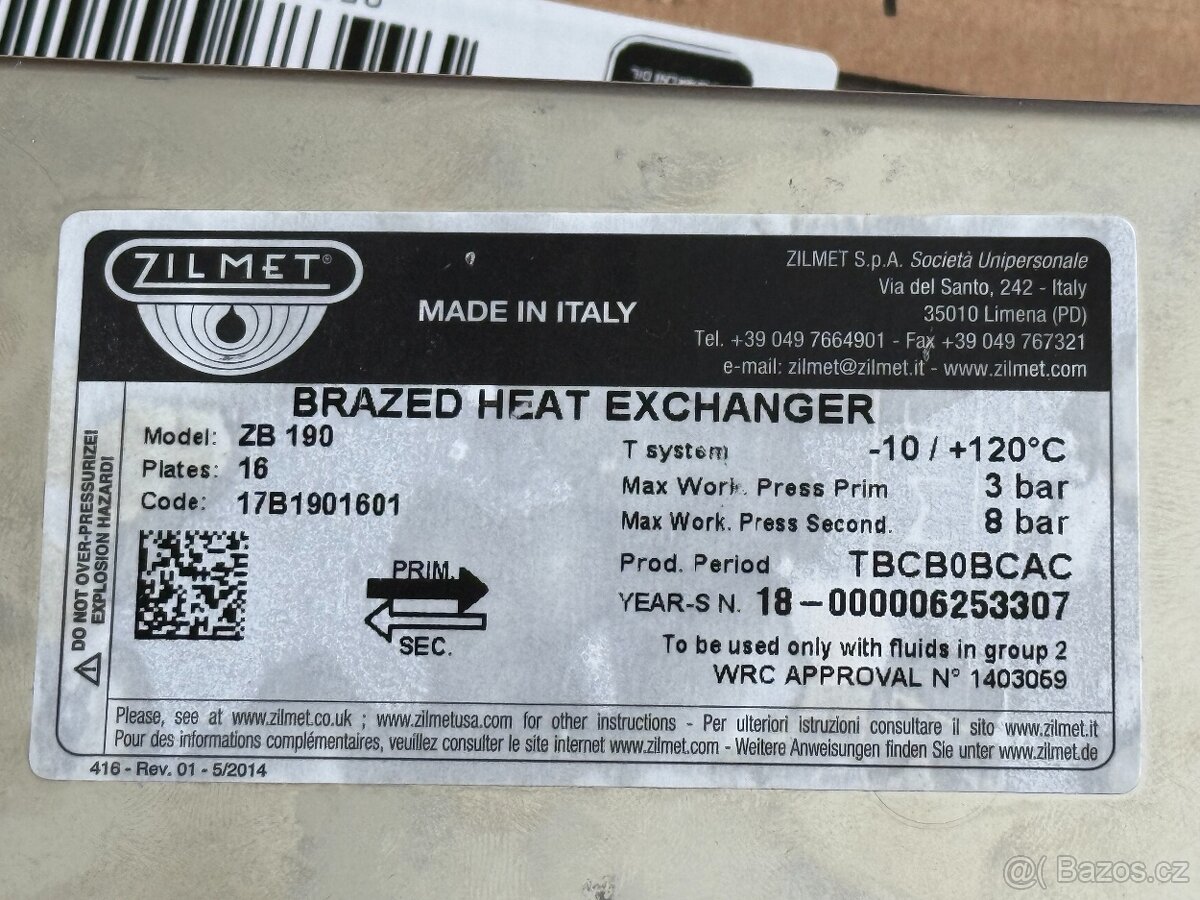 ZILMET®
MADE IN ITALY
ZILMET S.p.A. Società Unipersonale
Via del Santo, 242 - Italy
35010 Limena (PD)
Tel. +39 049 7664901 - Fax +39 049 767321
e-mail: zilmet@zilmet.it - www.zilmet.com
BRAZED HEAT EXCHANGER
Model: ZB 190
Plates: 16
Code: 17B1901601
T system -10 / +120°C
Max Work. Press Prim 3 bar
Max Work. Press Second. 8 bar
Prod. Period TBCB0BCAC
YEAR-S N. 18-000006253307
To be used only with fluids in group 2
WRC APPROVAL N° 1403069
PRIM.
SEC.
DO NOT OVER-PRESSURIZE!
EXPLOSION HAZARD!
Please, see at www.zilmet.co.uk ; www.zilmetusa.com for other instructions - Per ulteriori istruzioni consultare il sito www.zilmet.it
Pour des informations complémentaires, veuillez consulter le site internet www.zilmet.com - Weitere Anweisungen finden Sie unter www.zilmet.de
416 - Rev. 01 - 5/2014
Bazos.cz